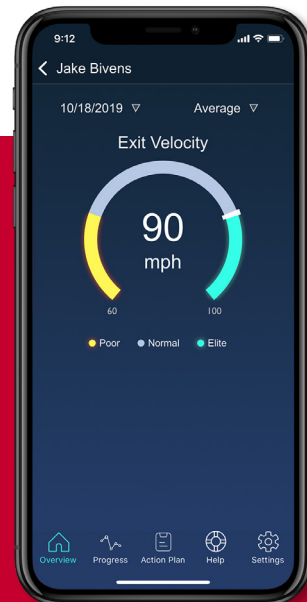 9:12
Jake Bivens
10/18/2019 Average
Exit Velocity
90
mph
60 100
Poor Normal Elite
Overview Progress Action Plan Help Settings